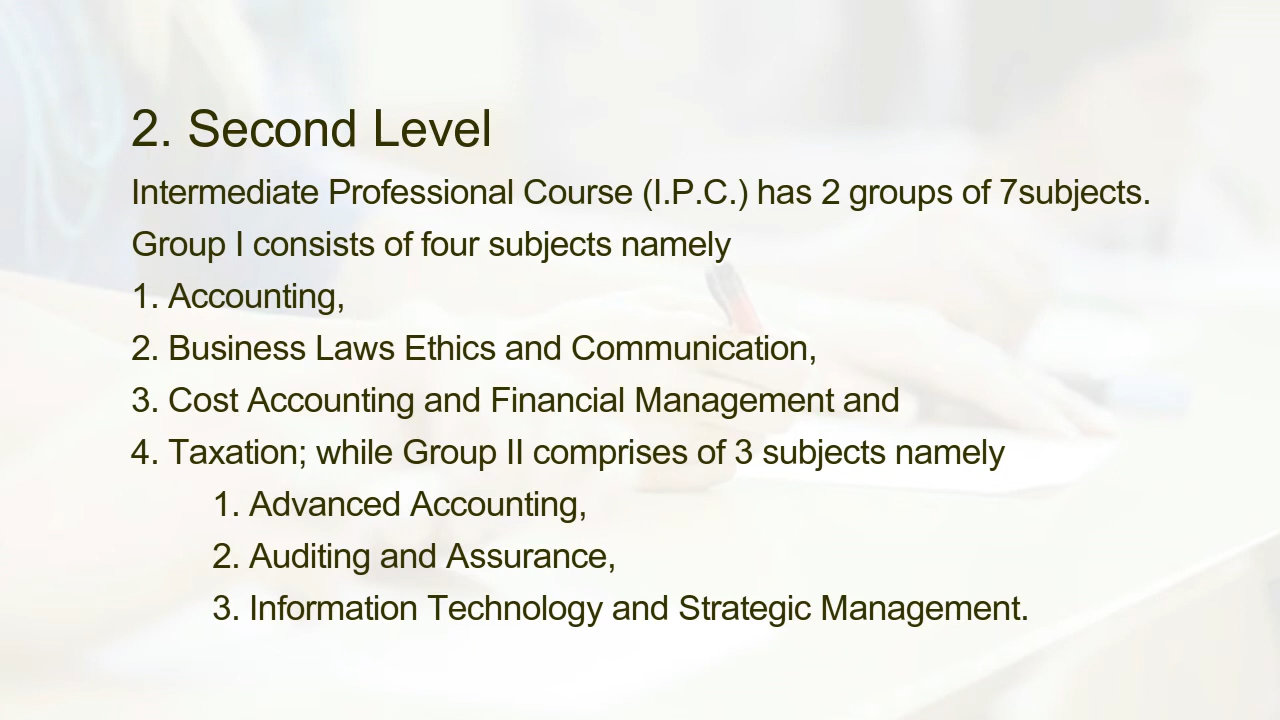 2. Second Level
Intermediate Professional Course (I.P.C.) has 2 groups of 7subjects.
Group I consists of four subjects namely
1. Accounting,
2. Business Laws Ethics and Communication,
3. Cost Accounting and Financial Management and
4. Taxation; while Group II comprises of 3 subjects namely
1. Advanced Accounting,
2. Auditing and Assurance,
3. Information Technology and Strategic Management.